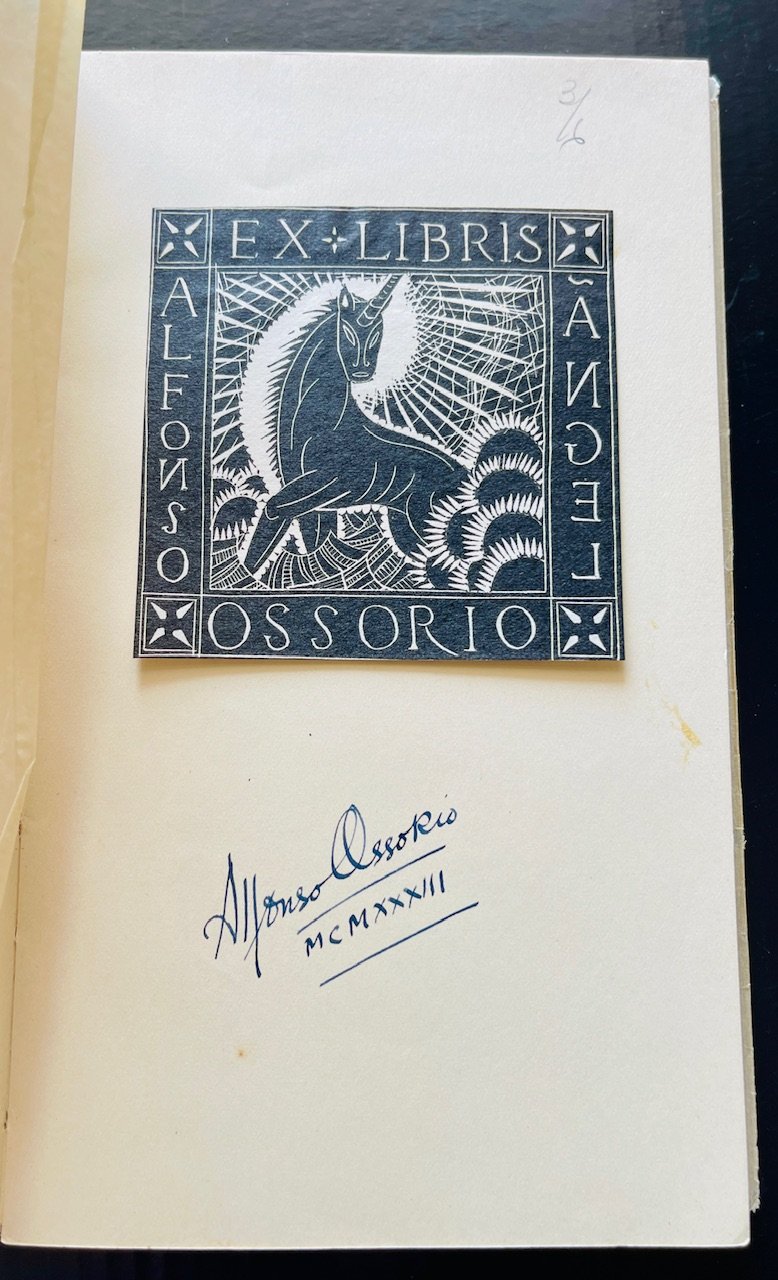 3/6
EX LIBRIS
ALFONSO
ÃNGEL
OSSORIO
Alfonso Ossorio
MCMXXXIII